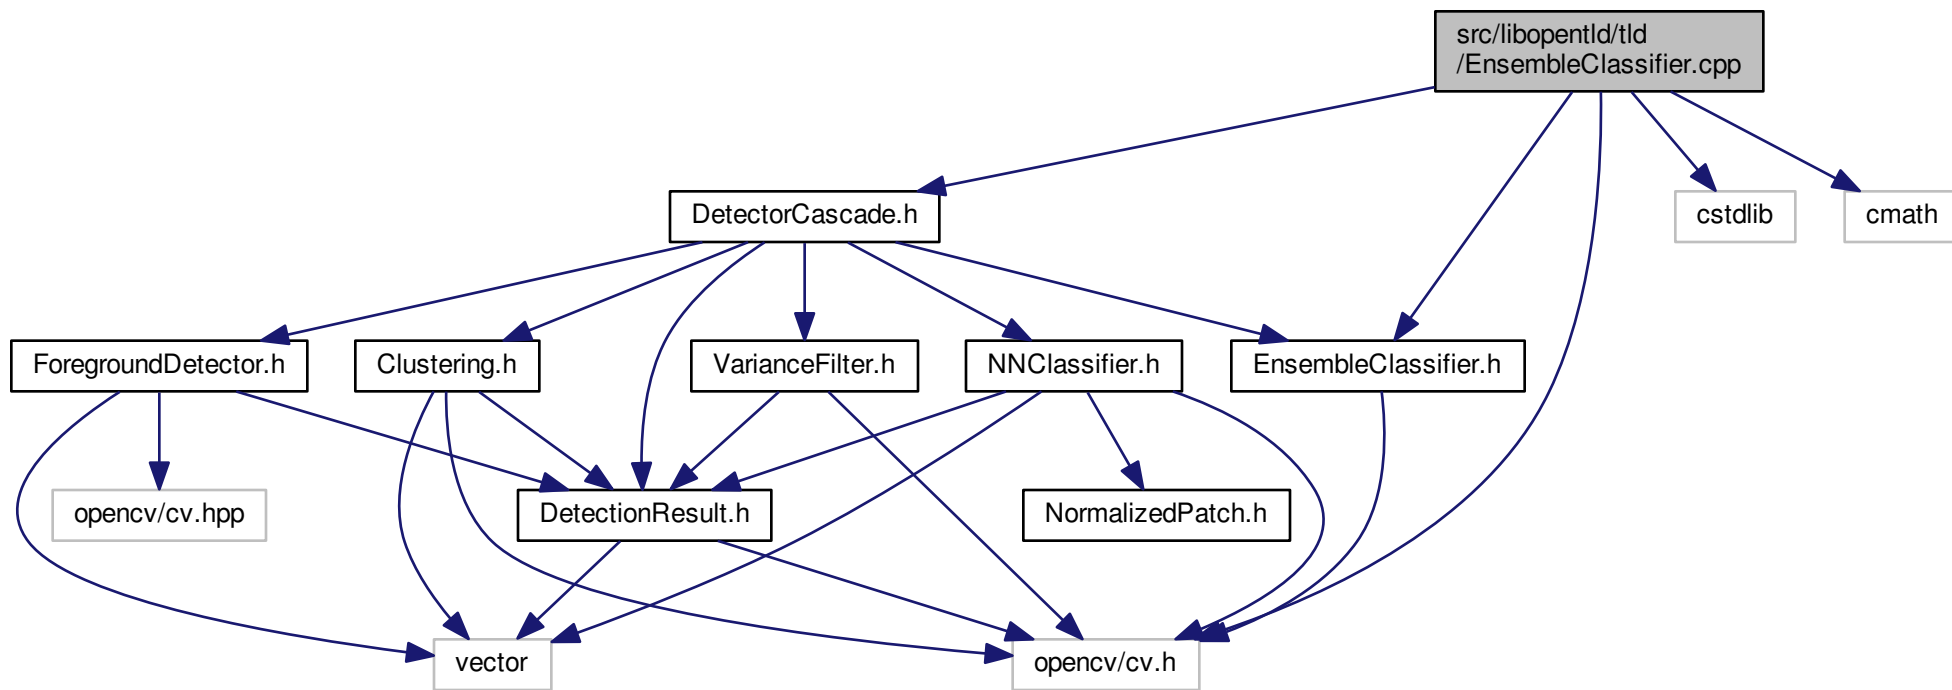 src/libopentld/tld
/EnsembleClassifier.cpp
DetectorCascade.h
cstdlib
cmath
ForegroundDetector.h
Clustering.h
VarianceFilter.h
NNClassifier.h
EnsembleClassifier.h
opencv/cv.hpp
DetectionResult.h
NormalizedPatch.h
vector
opencv/cv.h